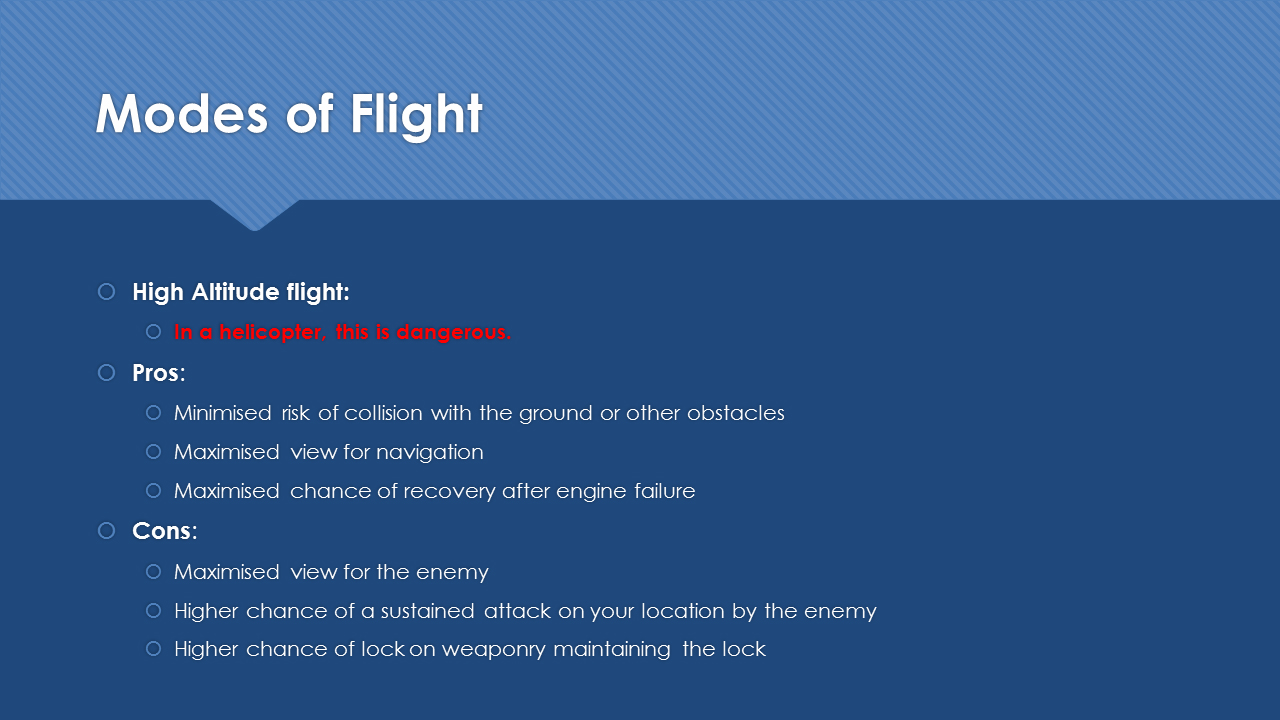 Modes of Flight
High Altitude flight:
In a helicopter, this is dangerous.
Pros:
Minimised risk of collision with the ground or other obstacles
Maximised view for navigation
Maximised chance of recovery after engine failure
Cons:
Maximised view for the enemy
Higher chance of a sustained attack on your location by the enemy
Higher chance of lock on weaponry maintaining the lock